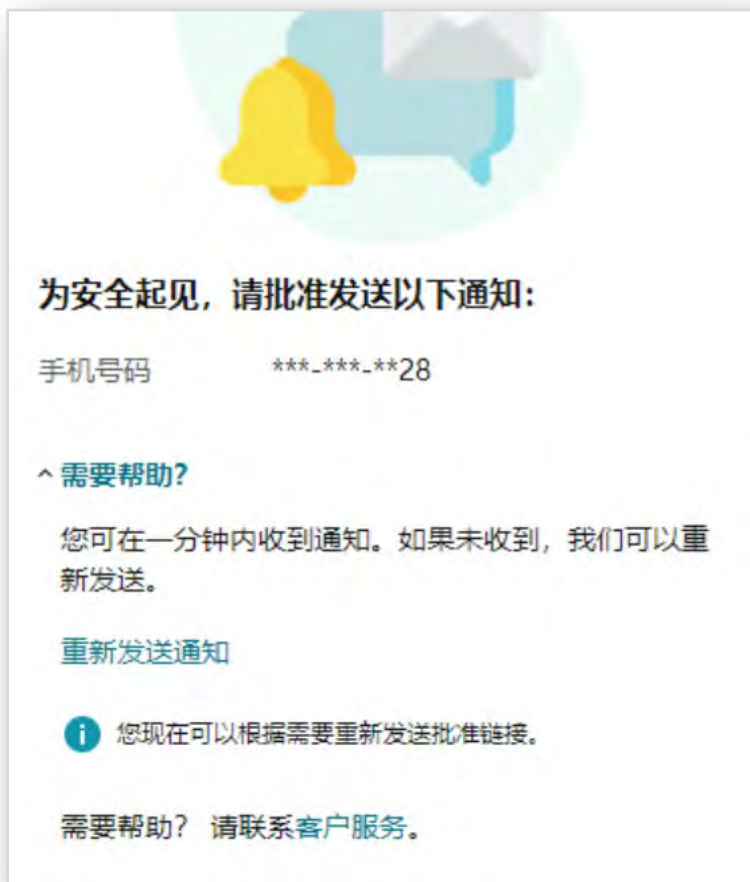 为安全起见，请批准发送以下通知：
手机号码 ***-***-**28
需要帮助？
您可在一分钟内收到通知。如果未收到，我们可以重
新发送。
重新发送通知
您现在可以根据需要重新发送批准链接。
需要帮助？ 请联系客户服务。